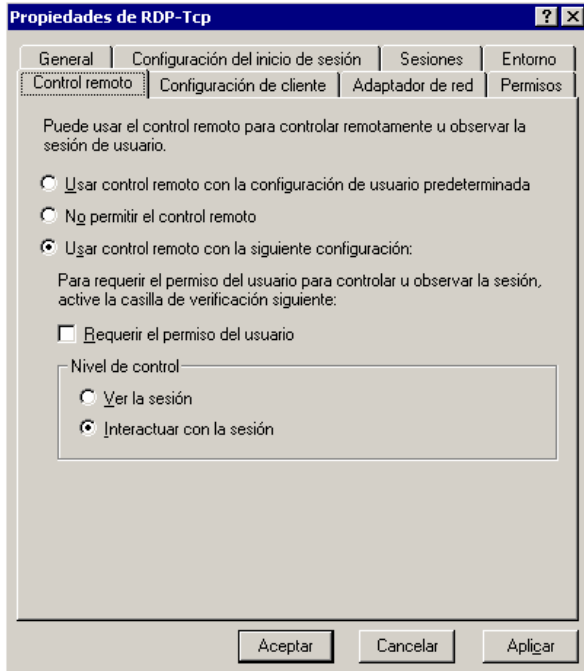 Propiedades de RDP-Tcp
General
Configuración del inicio de sesión
Sesiones
Entorno
Control remoto
Configuración de cliente
Adaptador de red
Permisos
Puede usar el control remoto para controlar remotamente u observar la
sesión de usuario.
Usar control remoto con la configuración de usuario predeterminada
No permitir el control remoto
Usar control remoto con la siguiente configuración:
Para requerir el permiso del usuario para controlar u observar la sesión,
active la casilla de verificación siguiente:
Requerir el permiso del usuario
Nivel de control
Ver la sesión
Interactuar con la sesión
Aceptar
Cancelar
Aplicar